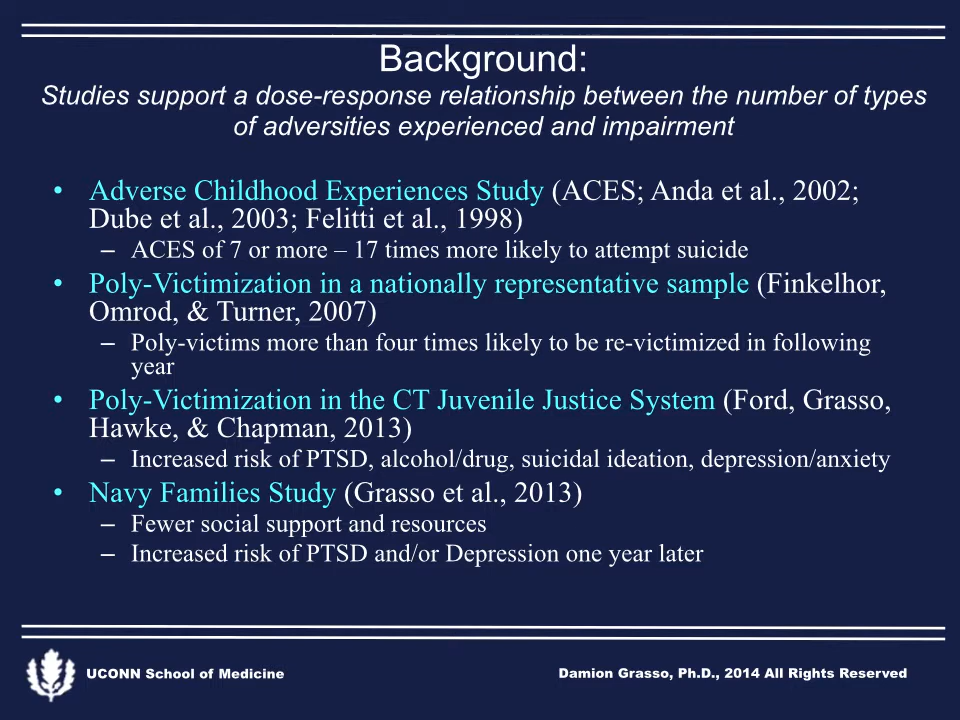 Background:
Studies support a dose-response relationship between the number of types
of adversities experienced and impairment
• Adverse Childhood Experiences Study (ACES; Anda et al., 2002;
Dube et al., 2003; Felitti et al., 1998)
– ACES of 7 or more – 17 times more likely to attempt suicide
• Poly-Victimization in a nationally representative sample (Finkelhor,
Omrod, & Turner, 2007)
– Poly-victims more than four times likely to be re-victimized in following
year
• Poly-Victimization in the CT Juvenile Justice System (Ford, Grasso,
Hawke, & Chapman, 2013)
– Increased risk of PTSD, alcohol/drug, suicidal ideation, depression/anxiety
• Navy Families Study (Grasso et al., 2013)
– Fewer social support and resources
– Increased risk of PTSD and/or Depression one year later
UCONN School of Medicine
Damion Grasso, Ph.D., 2014 All Rights Reserved